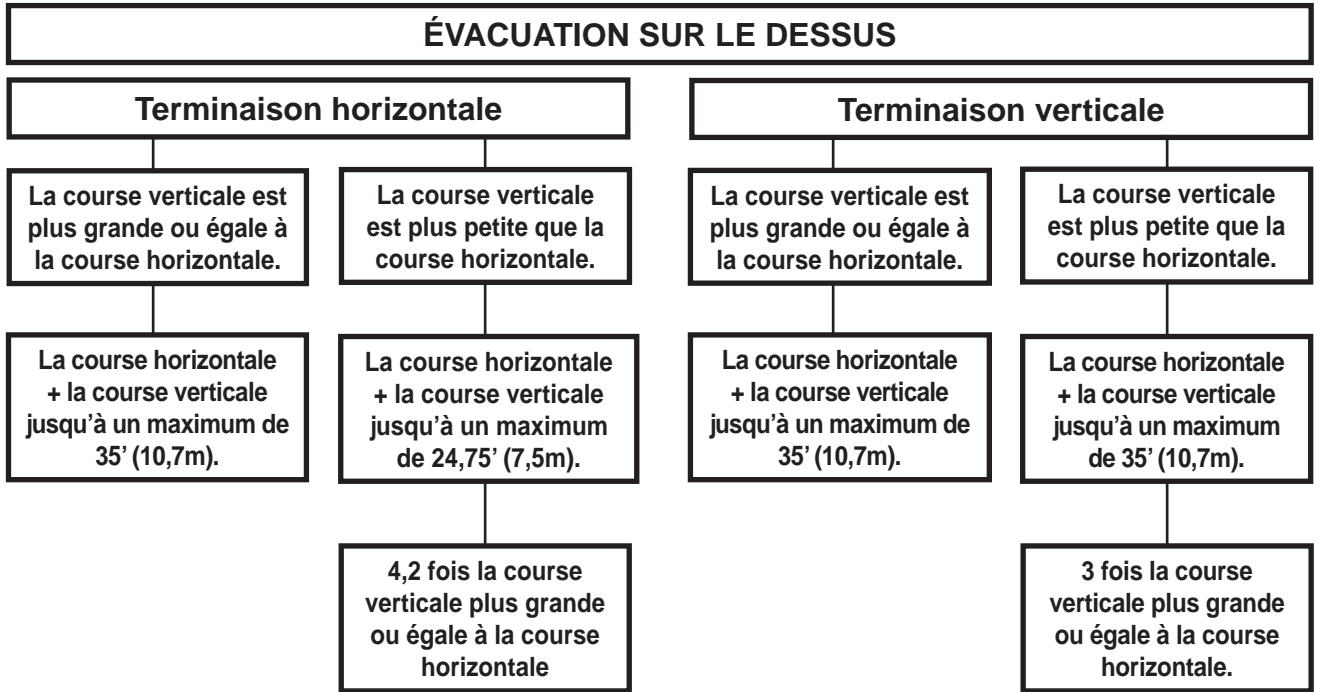 ÉVACUATION SUR LE DESSUS
Terminaison horizontale
La course verticale est
plus grande ou égale à
la course horizontale.
La course horizontale
+ la course verticale
jusqu’à un maximum de
35’ (10,7m).
La course verticale
est plus petite que la
course horizontale.
La course horizontale
+ la course verticale
jusqu’à un maximum
de 24,75’ (7,5m).
4,2 fois la course
verticale plus grande
ou égale à la course
horizontale
Terminaison verticale
La course verticale est
plus grande ou égale à
la course horizontale.
La course horizontale
+ la course verticale
jusqu’à un maximum de
35’ (10,7m).
La course verticale
est plus petite que la
course horizontale.
La course horizontale
+ la course verticale
jusqu’à un maximum
de 35’ (10,7m).
3 fois la course
verticale plus grande
ou égale à la course
horizontale.